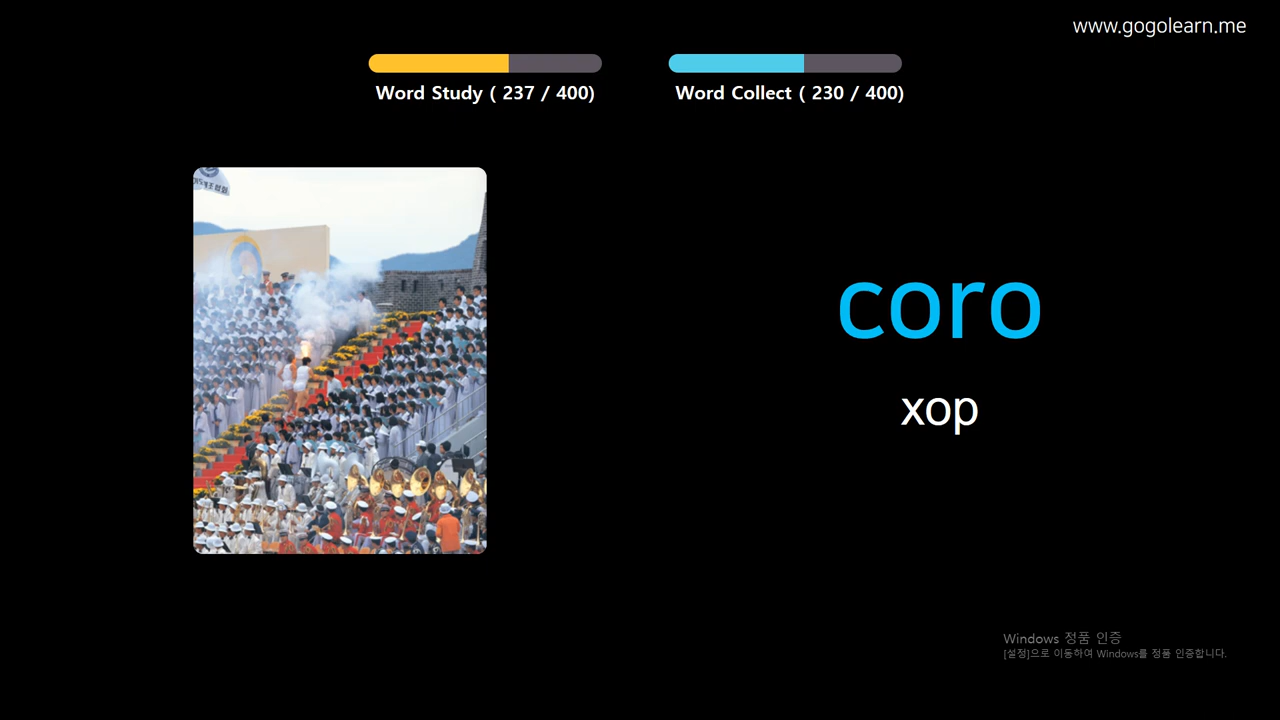 www.gogolearn.me
Word Study ( 237 / 400)
Word Collect ( 230 / 400)
coro
хор
Windows 정품 인증
[설정]으로 이동하여 Windows를 정품 인증합니다.